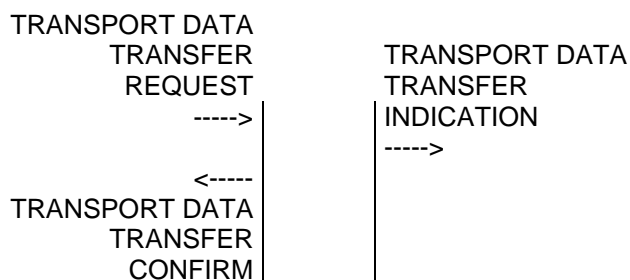 TRANSPORT DATA
TRANSFER
REQUEST
----->
<-----
TRANSPORT DATA
TRANSFER
CONFIRM
TRANSPORT DATA
TRANSFER
INDICATION
----->